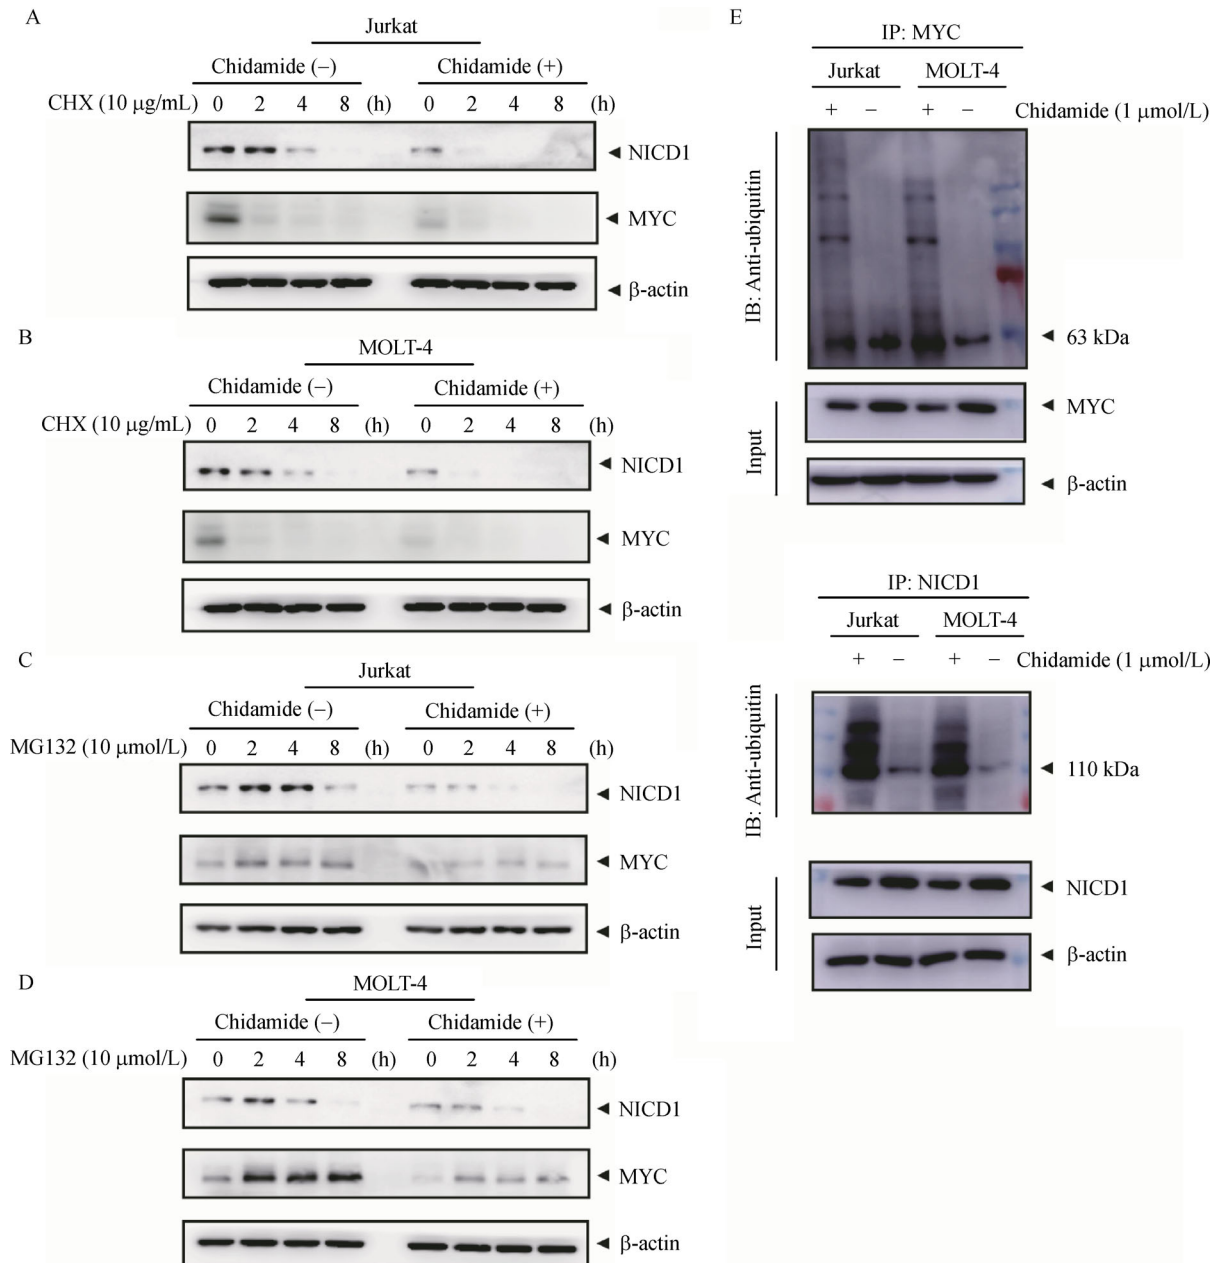 A
Jurkat
Chidamide (−) Chidamide (+)
CHX (10 μg/mL) 0 2 4 8 (h) 0 2 4 8 (h)
NICD1
MYC
β-actin
B
MOLT-4
Chidamide (−) Chidamide (+)
CHX (10 μg/mL) 0 2 4 8 (h) 0 2 4 8 (h)
NICD1
MYC
β-actin
C
Jurkat
Chidamide (−) Chidamide (+)
MG132 (10 μmol/L) 0 2 4 8 (h) 0 2 4 8 (h)
NICD1
MYC
β-actin
D
MOLT-4
Chidamide (−) Chidamide (+)
MG132 (10 μmol/L) 0 2 4 8 (h) 0 2 4 8 (h)
NICD1
MYC
β-actin
E
IP: MYC
Jurkat MOLT-4
+ − + − Chidamide (1 μmol/L)
IB: Anti-ubiquitin
63 kDa
Input
MYC
β-actin
IP: NICD1
Jurkat MOLT-4
+ − + − Chidamide (1 μmol/L)
IB: Anti-ubiquitin
110 kDa
Input
NICD1
β-actin